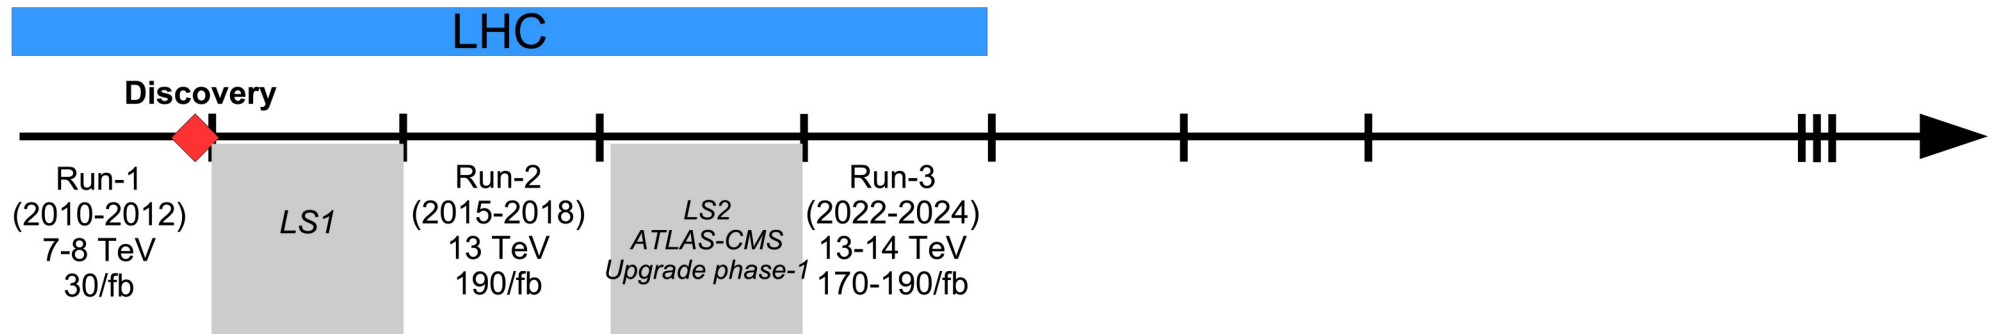 LHC
Discovery
Run-1
(2010-2012)
7-8 TeV
30/fb
LS1
Run-2
(2015-2018)
13 TeV
190/fb
LS2
ATLAS-CMS
Upgrade phase-1
Run-3
(2022-2024)
13-14 TeV
170-190/fb